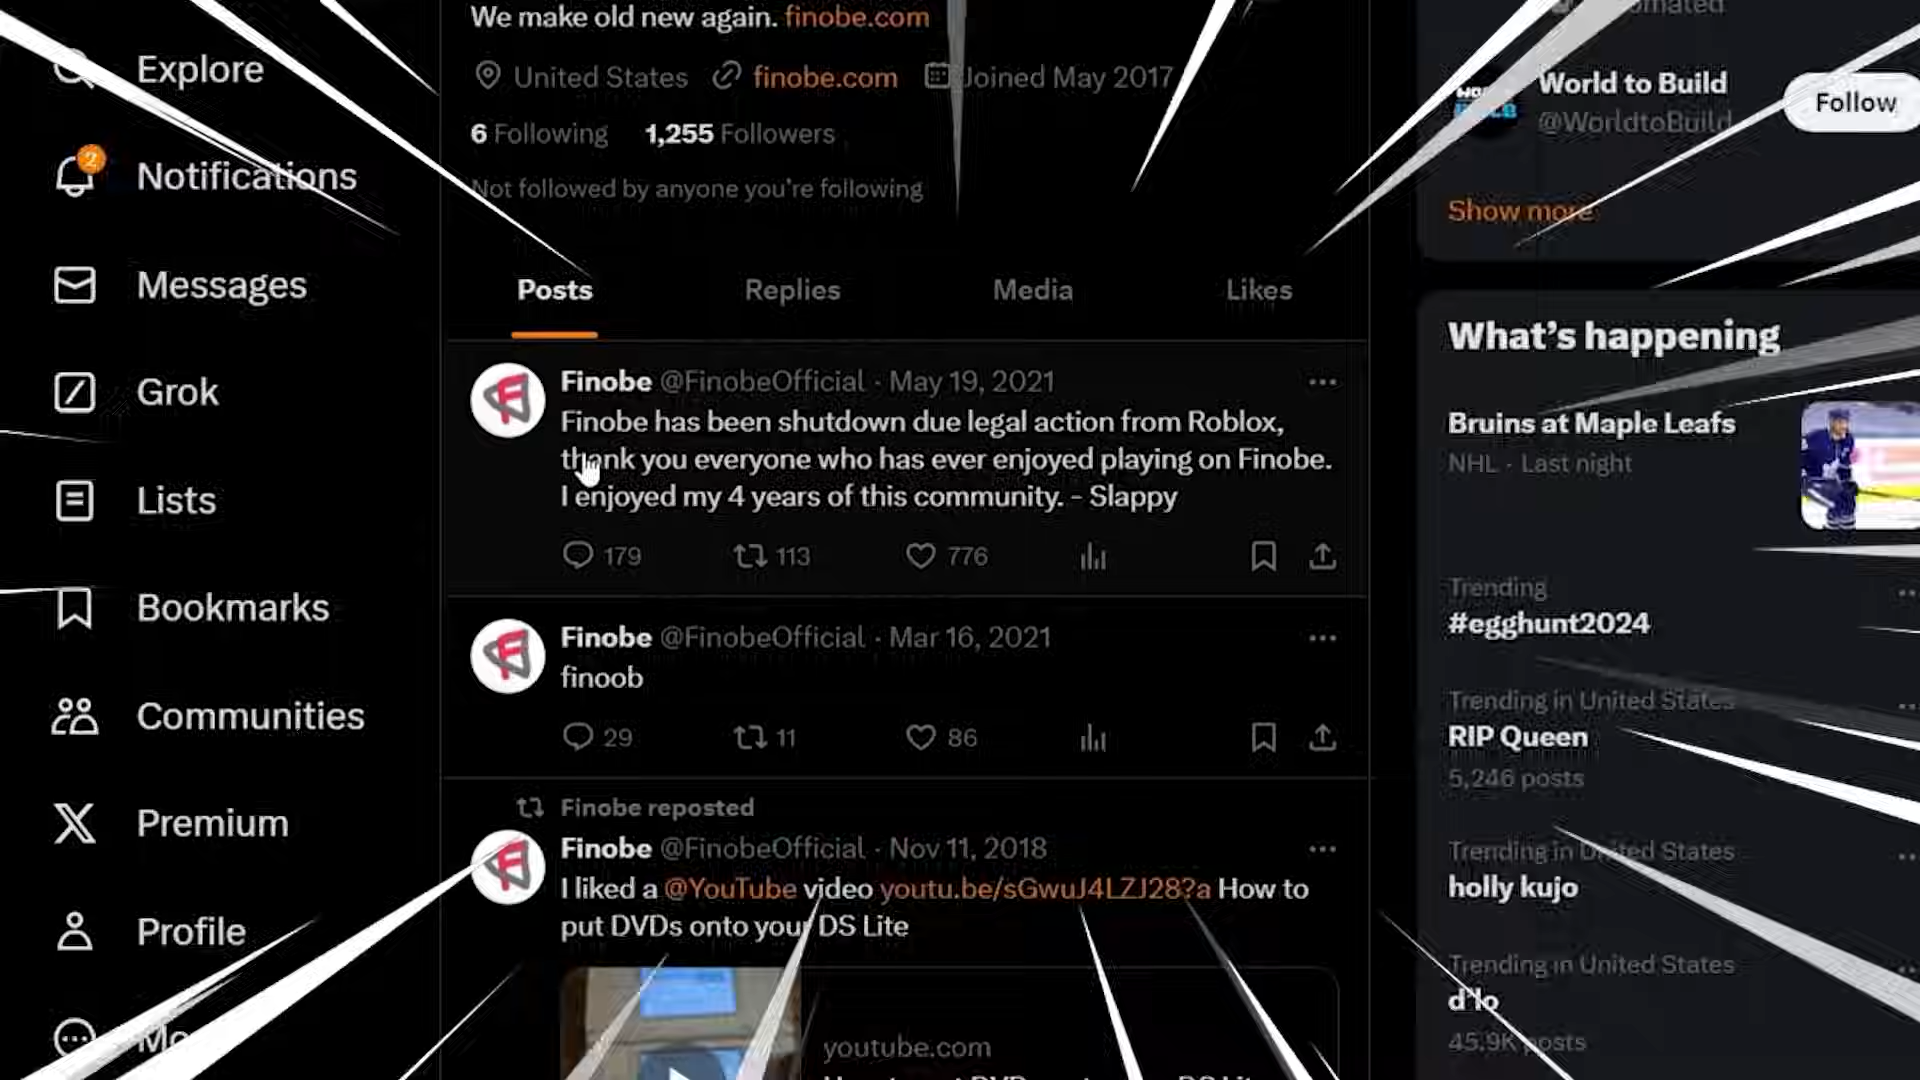 Explore
2
Notifications
Messages
Grok
Lists
Bookmarks
Communities
Premium
Profile
We make old new again. finobe.com
United States finobe.com Joined May 2017
6 Following 1,255 Followers
Not followed by anyone you're following
Posts Replies Media Likes
Finobe @FinobeOfficial · May 19, 2021
Finobe has been shutdown due legal action from Roblox,
thank you everyone who has ever enjoyed playing on Finobe.
I enjoyed my 4 years of this community. - Slappy
179 113 776
Finobe @FinobeOfficial · Mar 16, 2021
finoob
29 11 86
Finobe reposted
Finobe @FinobeOfficial · Nov 11, 2018
I liked a @YouTube video youtu.be/sGwuJ4LZJ28?a How to
put DVDs onto your DS Lite
youtube.com
World to Build
@WorldtoBuild
Follow
Show more
What's happening
Bruins at Maple Leafs
NHL · Last night
Trending
#egghunt2024
Trending in United States
RIP Queen
5,246 posts
Trending in United States
holly kujo
Trending in United States
d'lo
45.9K posts